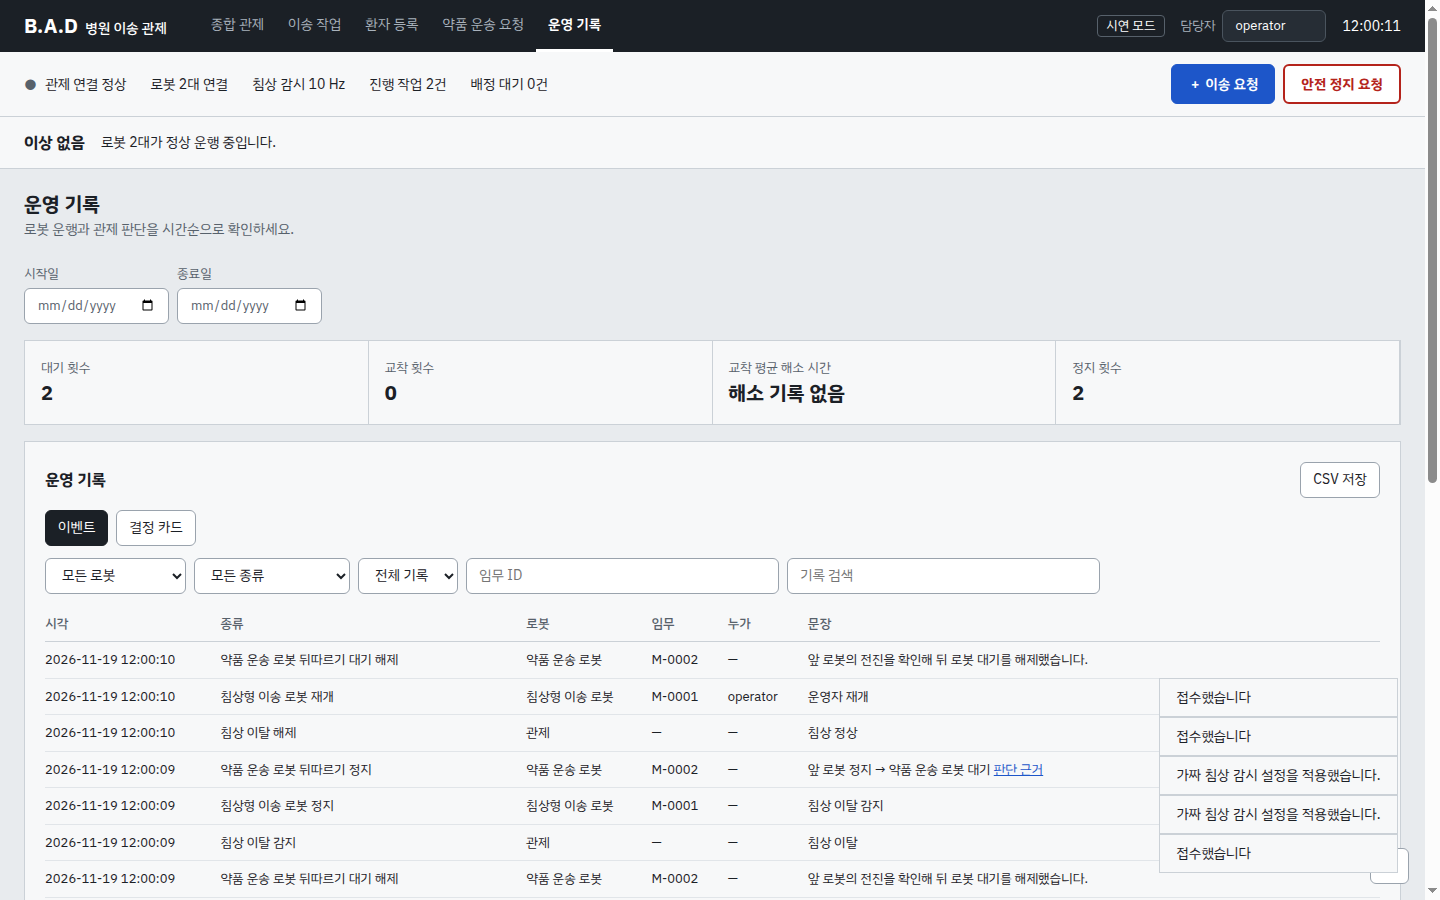 B.A.D 병원 이송 관제 종합 관제 이송 작업 환자 등록 약품 운송 요청 운영 기록 시연 모드 담당자 operator 12:00:11
관제 연결 정상 로봇 2대 연결 침상 감시 10 Hz 진행 작업 2건 배정 대기 0건 + 이송 요청 안전 정지 요청
이상 없음 로봇 2대가 정상 운행 중입니다.
운영 기록
로봇 운행과 관제 판단을 시간순으로 확인하세요.
시작일 종료일
mm/dd/yyyy mm/dd/yyyy
대기 횟수 교착 횟수 교착 평균 해소 시간 정지 횟수
2 0 해소 기록 없음 2
운영 기록 CSV 저장
이벤트 결정 카드
모든 로봇 모든 종류 전체 기록 임무 ID 기록 검색
시각 종류 로봇 임무 누가 문장
2026-11-19 12:00:10 약품 운송 로봇 뒤따르기 대기 해제 약품 운송 로봇 M-0002 — 앞 로봇의 전진을 확인해 뒤 로봇 대기를 해제했습니다.
2026-11-19 12:00:10 침상형 이송 로봇 재개 침상형 이송 로봇 M-0001 operator 운영자 재개 접수했습니다
2026-11-19 12:00:10 침상 이탈 해제 관제 — — 침상 정상 접수했습니다
2026-11-19 12:00:09 약품 운송 로봇 뒤따르기 정지 약품 운송 로봇 M-0002 — 앞 로봇 정지 → 약품 운송 로봇 대기 판단 근거 가짜 침상 감시 설정을 적용했습니다.
2026-11-19 12:00:09 침상형 이송 로봇 정지 침상형 이송 로봇 M-0001 — 침상 이탈 감지 가짜 침상 감시 설정을 적용했습니다.
2026-11-19 12:00:09 침상 이탈 감지 관제 — — 침상 이탈 접수했습니다
2026-11-19 12:00:09 약품 운송 로봇 뒤따르기 대기 해제 약품 운송 로봇 M-0002 — 앞 로봇의 전진을 확인해 뒤 로봇 대기를 해제했습니다.